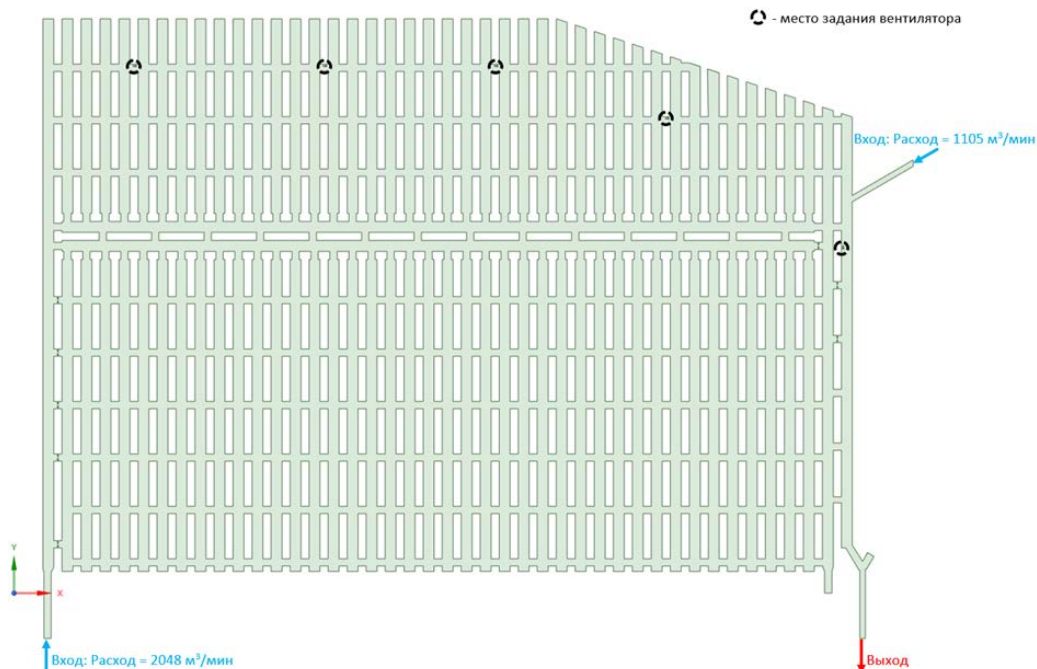 - место задания вентилятора
Вход: Расход = 1105 м³/мин
Y
X
Вход: Расход = 2048 м³/мин
Выход